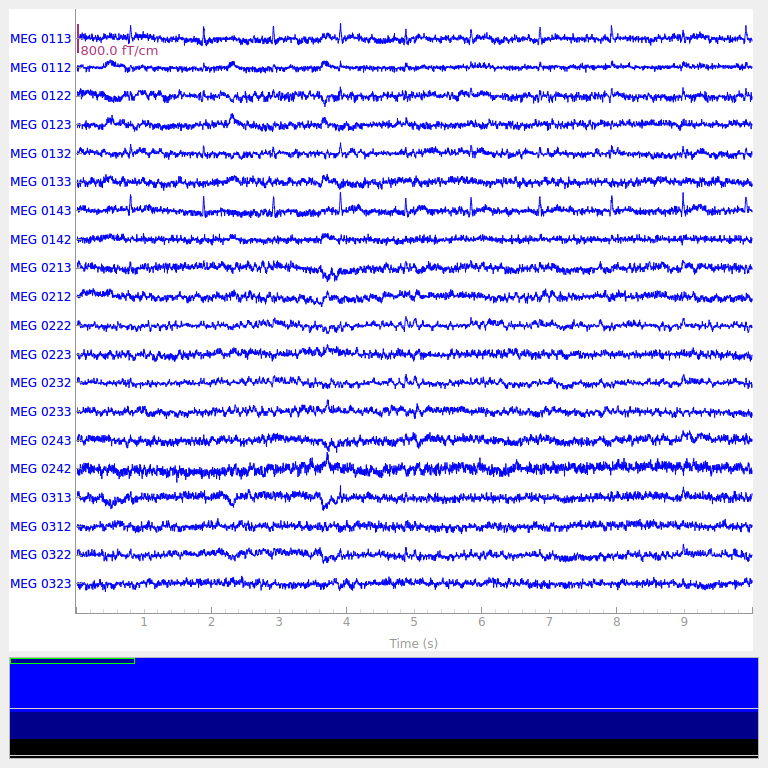 MEG 0113
800.0 fT/cm
MEG 0112
MEG 0122
MEG 0123
MEG 0132
MEG 0133
MEG 0143
MEG 0142
MEG 0213
MEG 0212
MEG 0222
MEG 0223
MEG 0232
MEG 0233
MEG 0243
MEG 0242
MEG 0313
MEG 0312
MEG 0322
MEG 0323
1 2 3 4 5 6 7 8 9
Time (s)